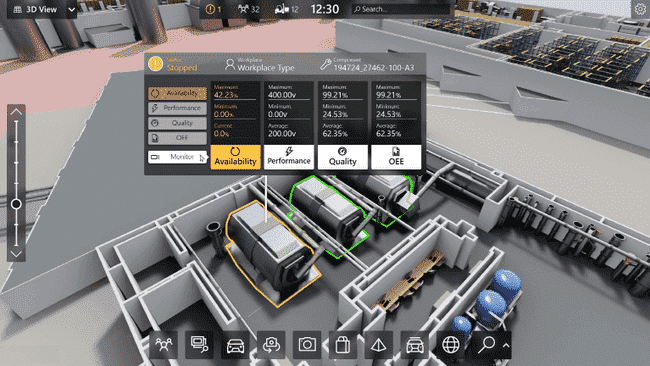 3D View
1
32
12
12:30
Search...
Status
Stopped
Workplace
Workplace Type
Component
194724_27462-100-A3
Availability
Performance
Quality
OEE
Monitor
Maximum:
42.23%
Minimum:
0.00%
Current:
0.0%
Availability
Maximum:
400.00v
Minimum:
0.00v
Average:
200.00v
Performance
Maximum:
99.21%
Minimum:
24.53%
Average:
62.35%
Quality
Maximum:
99.21%
Minimum:
24.53%
Average:
62.35%
OEE